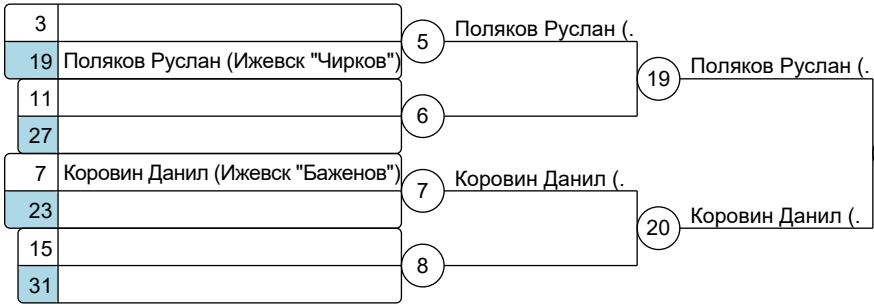 3
19 Поляков Руслан (Ижевск "Чирков")
5
Поляков Руслан (.
11
27
6
19
Поляков Руслан (.
7 Коровин Данил (Ижевск "Баженов")
23
7
Коровин Данил (.
15
31
8
20
Коровин Данил (.